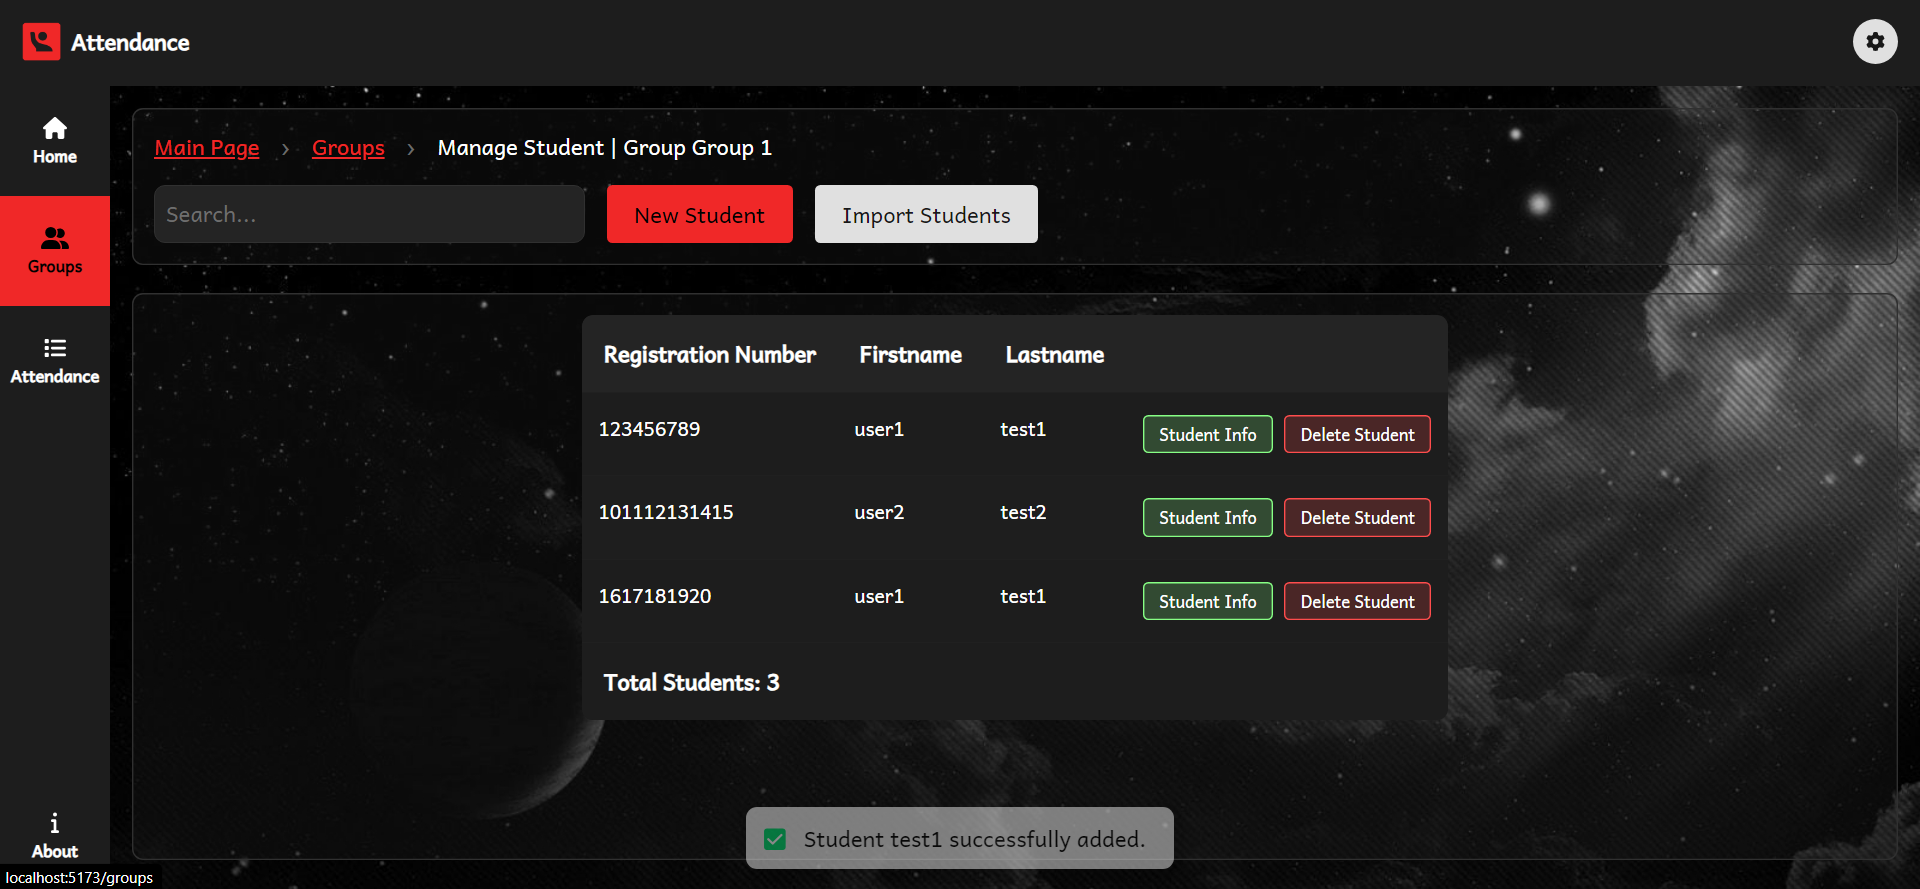 Attendance
Home
Groups
Attendance
About
Main Page › Groups › Manage Student | Group Group 1
Search...
New Student
Import Students
Registration Number Firstname Lastname
123456789 user1 test1 Student Info Delete Student
101112131415 user2 test2 Student Info Delete Student
1617181920 user1 test1 Student Info Delete Student
Total Students: 3
Student test1 successfully added.
localhost:5173/groups